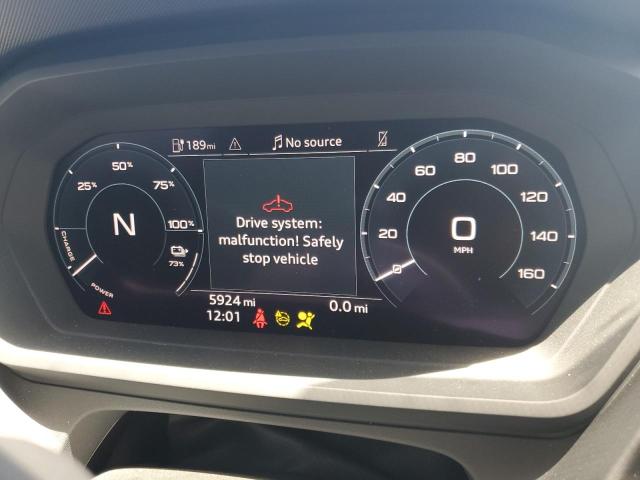 189mi
No source
50%
25%
75%
100%
CHARGE
POWER
N
73%
Drive system:
malfunction! Safely
stop vehicle
80
60
100
40
120
20
140
0
160
0
MPH
5924 mi
0.0 mi
12:01